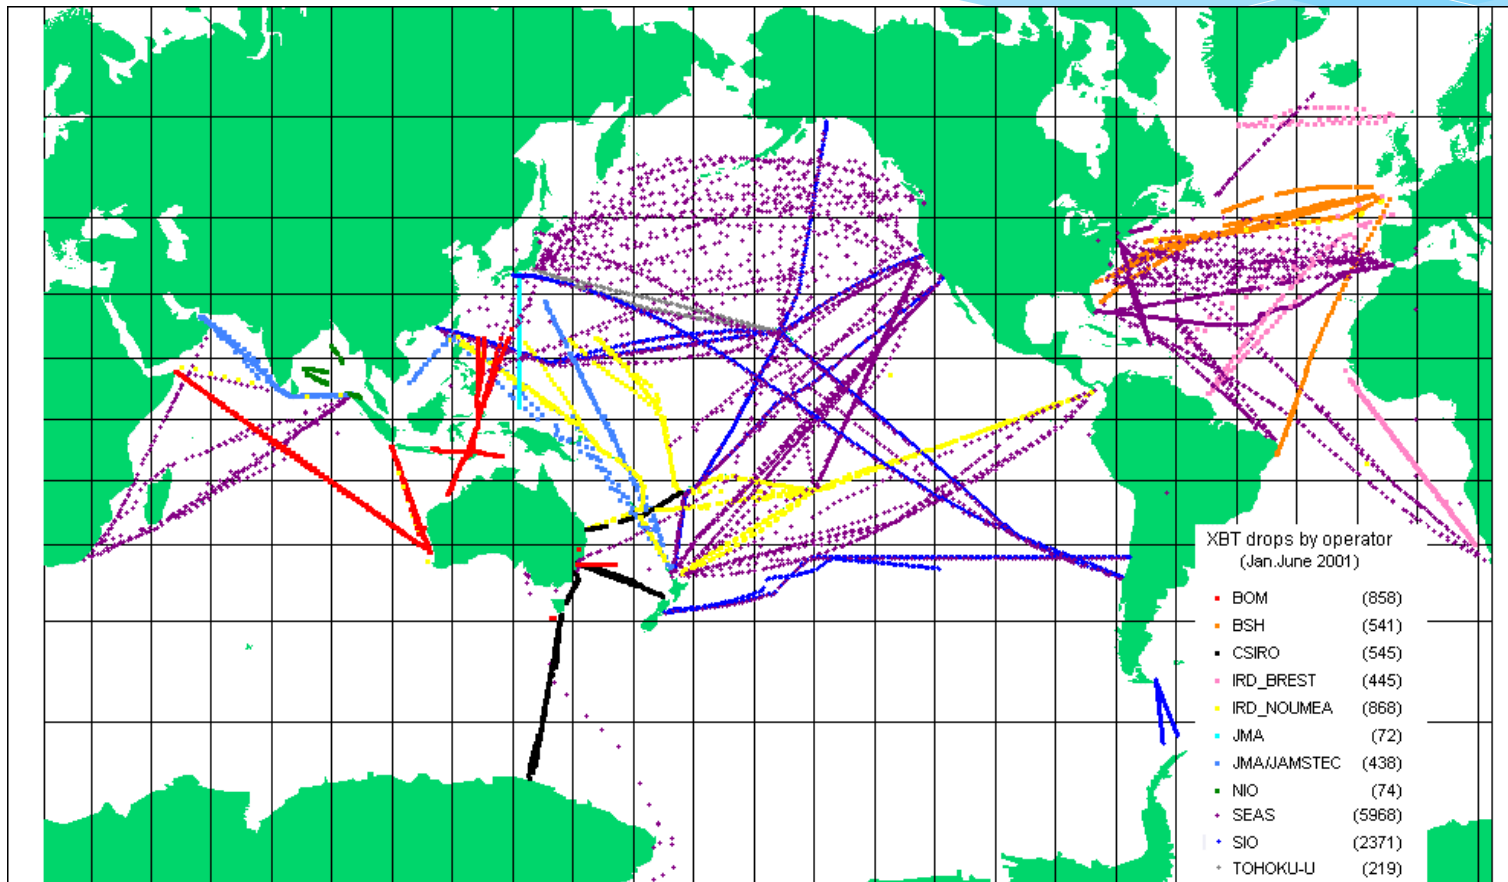 XBT drops by operator
(Jan.June 2001)
BOM (858)
BSH (541)
CSIRO (545)
IRD_BREST (445)
IRD_NOUMEA (868)
JMA (72)
JMA/JAMSTEC (438)
NIO (74)
SEAS (5968)
SIO (2371)
TOHOKU-U (219)